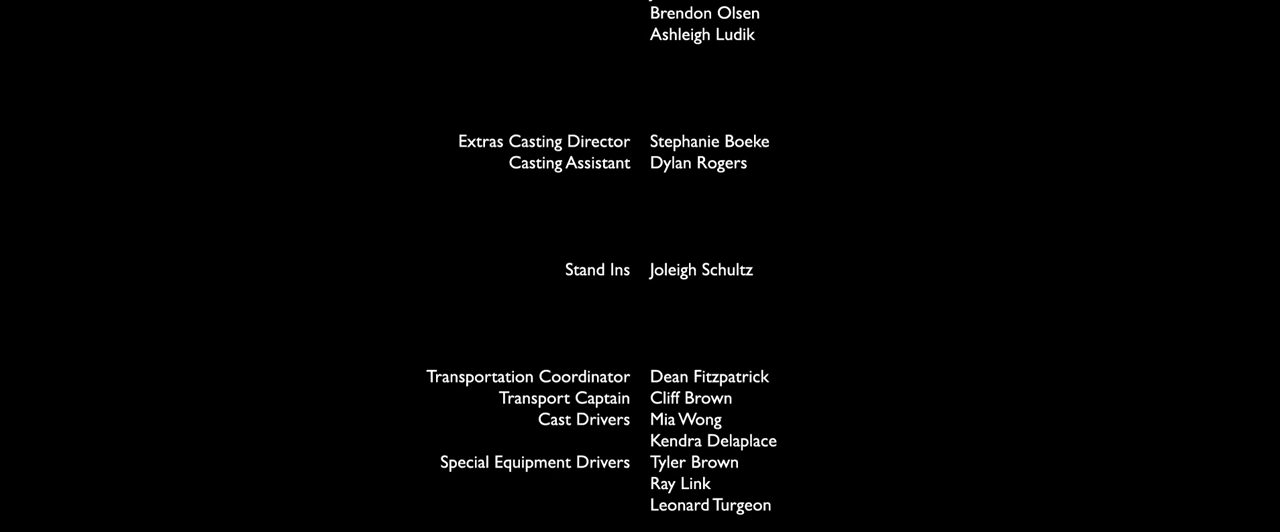 Brendon Olsen
Ashleigh Ludik
Extras Casting Director Stephanie Boeke
Casting Assistant Dylan Rogers
Stand Ins Joleigh Schultz
Transportation Coordinator Dean Fitzpatrick
Transport Captain Cliff Brown
Cast Drivers Mia Wong
Kendra Delaplace
Special Equipment Drivers Tyler Brown
Ray Link
Leonard Turgeon